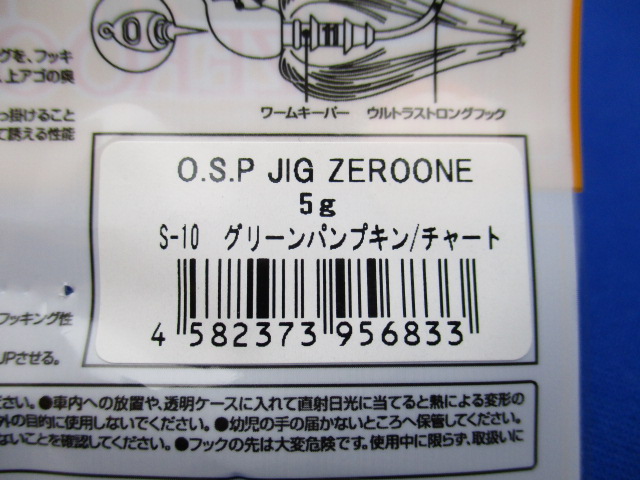 グを、フッキ
上アゴの奥
っ掛けること
て誘える性能
ワームキーパー
ウルトラストロングフック
O.S.P JIG ZEROONE
5g
S-10 グリーンパンプキン/チャート
4 582373 956833
フッキング性
UPさせる。
ださい。●車内への放置や、透明ケースに入れて直射日光に当てると熱による変形の
外の目的に使用しないでください。●幼児の手の届かないところへ保管してください。
ないことを確認してください。●フックの先は大変危険です。使用中に限らず、取扱いに